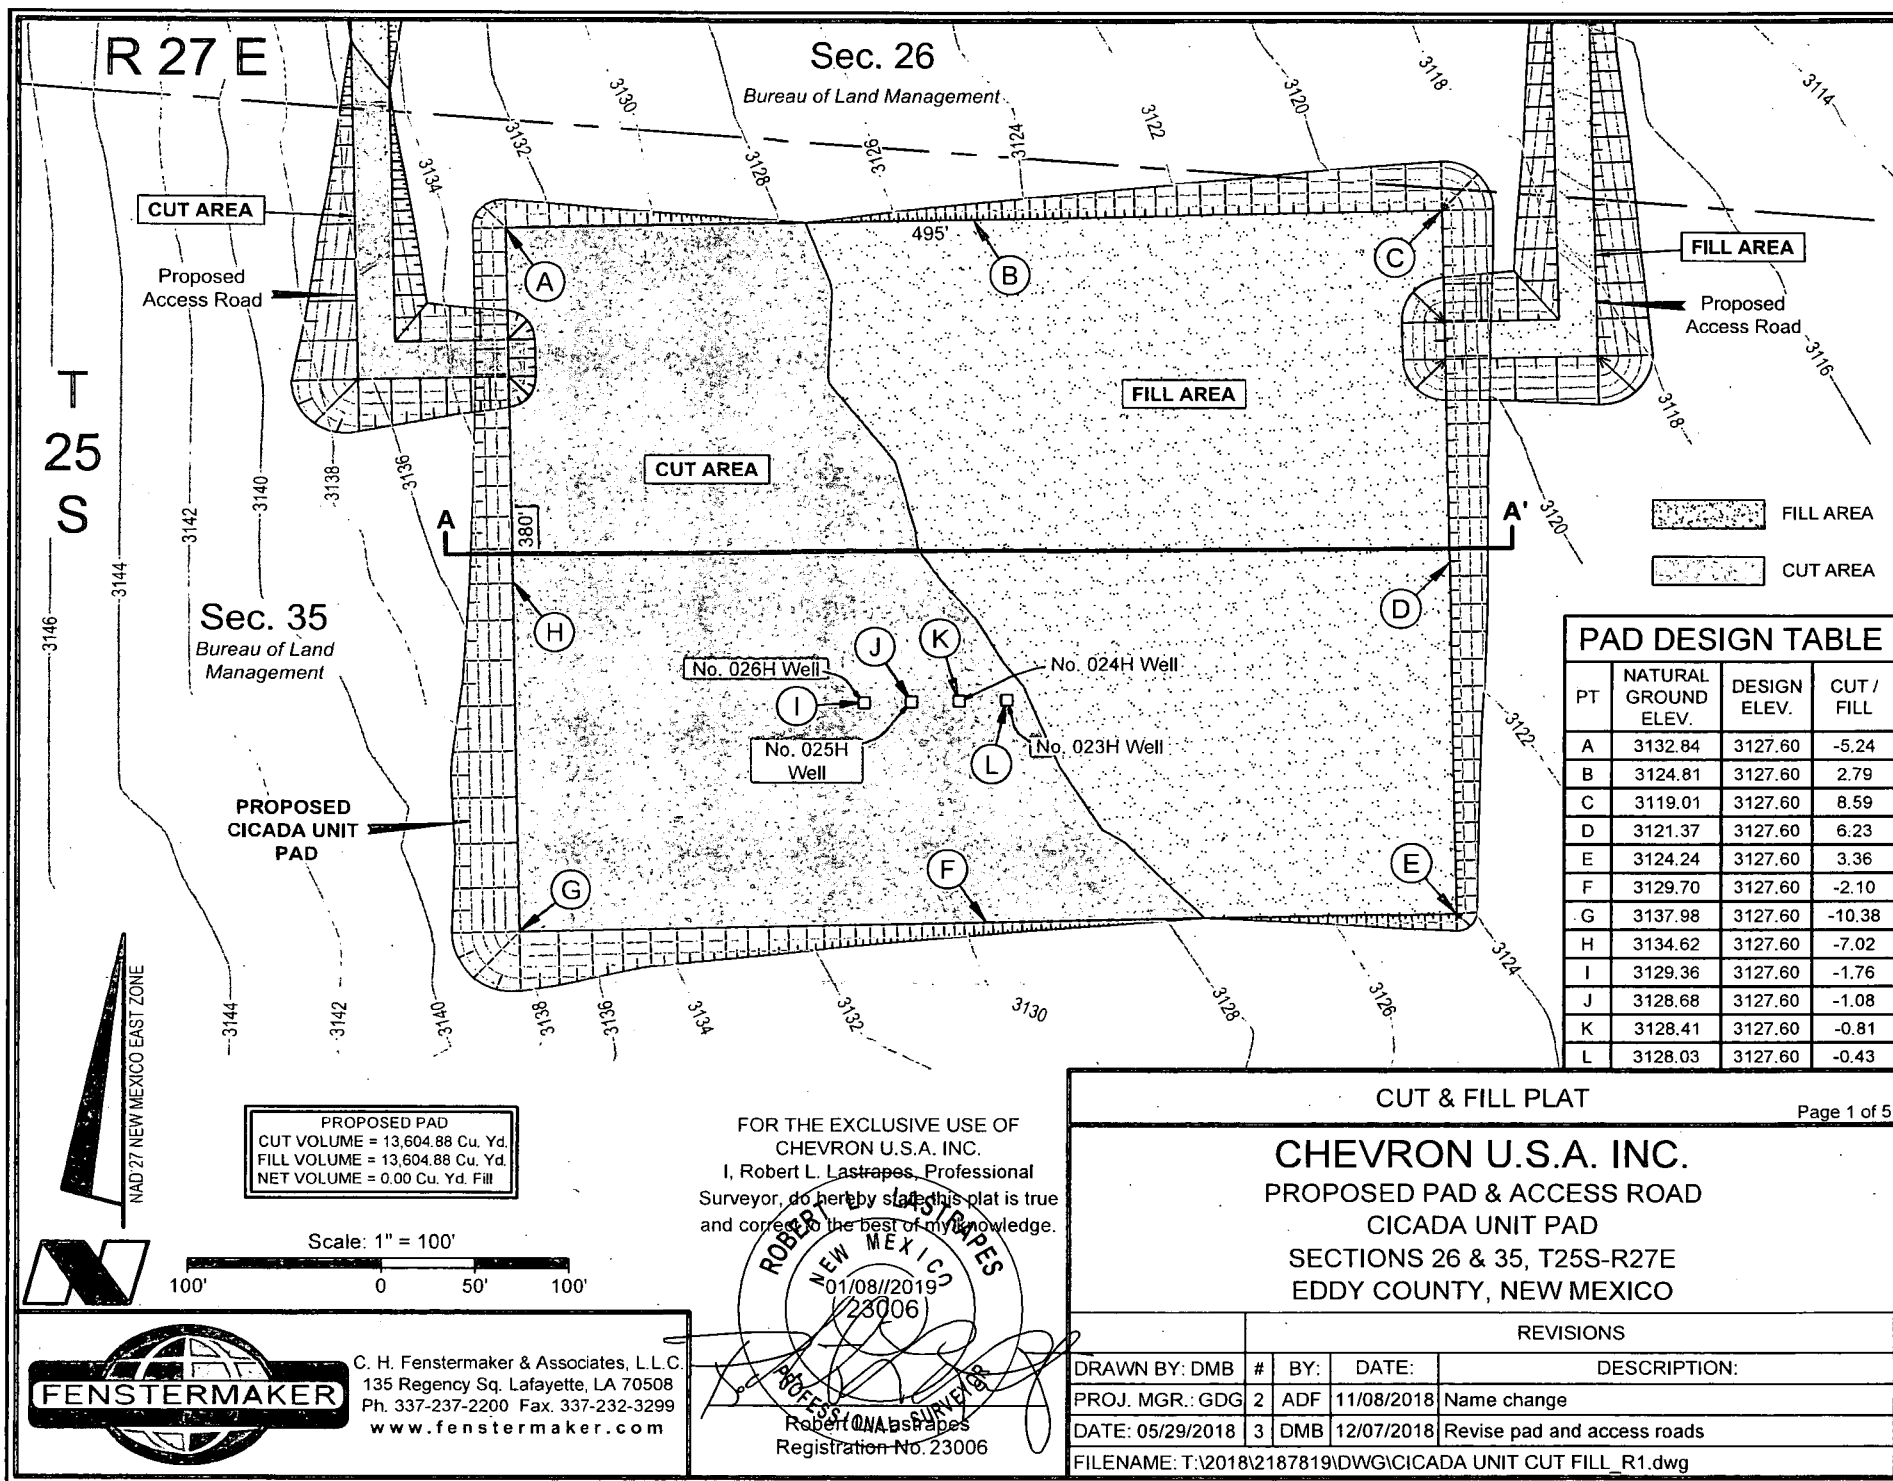 R 27 E
Sec. 26
Bureau of Land Management
3130
3132
3134
3128
3126
3124
3122
3120
3118
3114
CUT AREA
Proposed
Access Road
495'
A
B
C
FILL AREA
Proposed
Access Road
3116
3118
T
25
S
FILL AREA
CUT AREA
3146
3144
3142
3140
3138
3136
A
380'
A'
3120
FILL AREA
CUT AREA
Sec. 35
Bureau of Land
Management
H
J
K
D
No. 026H Well
No. 024H Well
I
No. 025H
Well
L
No. 023H Well
3122
PROPOSED
CICADA UNIT
PAD
G
F
E
3124
3144
3142
3140
3138
3136
3134
3132
3130
3128
3126
PAD DESIGN TABLE
PT NATURAL GROUND ELEV. DESIGN ELEV. CUT / FILL
A 3132.84 3127.60 -5.24
B 3124.81 3127.60 2.79
C 3119.01 3127.60 8.59
D 3121.37 3127.60 6.23
E 3124.24 3127.60 3.36
F 3129.70 3127.60 -2.10
G 3137.98 3127.60 -10.38
H 3134.62 3127.60 -7.02
I 3129.36 3127.60 -1.76
J 3128.68 3127.60 -1.08
K 3128.41 3127.60 -0.81
L 3128.03 3127.60 -0.43
NAD 27 NEW MEXICO EAST ZONE
PROPOSED PAD
CUT VOLUME = 13,604.88 Cu. Yd.
FILL VOLUME = 13,604.88 Cu. Yd.
NET VOLUME = 0.00 Cu. Yd. Fill
Scale: 1" = 100'
100' 0 50' 100'
FOR THE EXCLUSIVE USE OF
CHEVRON U.S.A. INC.
I, Robert L. Lastrapes, Professional
Surveyor, do hereby state this plat is true
and correct to the best of my knowledge.
ROBERT L. LASTRAPES
NEW MEXICO
01/08//2019
23006
PROFESSIONAL SURVEYOR
Robert L. Lastrapes
Registration No. 23006
FENSTERMAKER
C. H. Fenstermaker & Associates, L.L.C.
135 Regency Sq. Lafayette, LA 70508
Ph. 337-237-2200 Fax. 337-232-3299
www.fenstermaker.com
CUT & FILL PLAT
Page 1 of 5
CHEVRON U.S.A. INC.
PROPOSED PAD & ACCESS ROAD
CICADA UNIT PAD
SECTIONS 26 & 35, T25S-R27E
EDDY COUNTY, NEW MEXICO
REVISIONS
DRAWN BY: DMB # BY: DATE: DESCRIPTION:
PROJ. MGR.: GDG 2 ADF 11/08/2018 Name change
DATE: 05/29/2018 3 DMB 12/07/2018 Revise pad and access roads
FILENAME: T:\2018\2187819\DWG\CICADA UNIT CUT FILL_R1.dwg